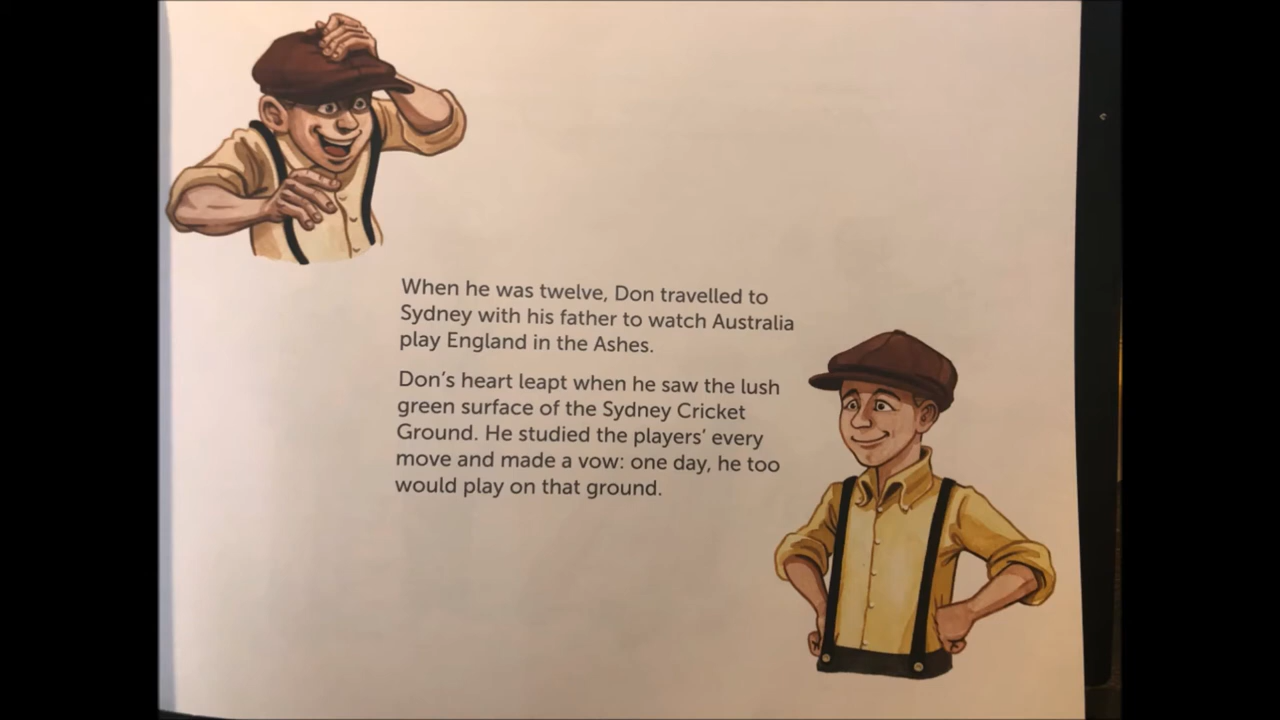 When he was twelve, Don travelled to
Sydney with his father to watch Australia
play England in the Ashes.
Don's heart leapt when he saw the lush
green surface of the Sydney Cricket
Ground. He studied the players' every
move and made a vow: one day, he too
would play on that ground.